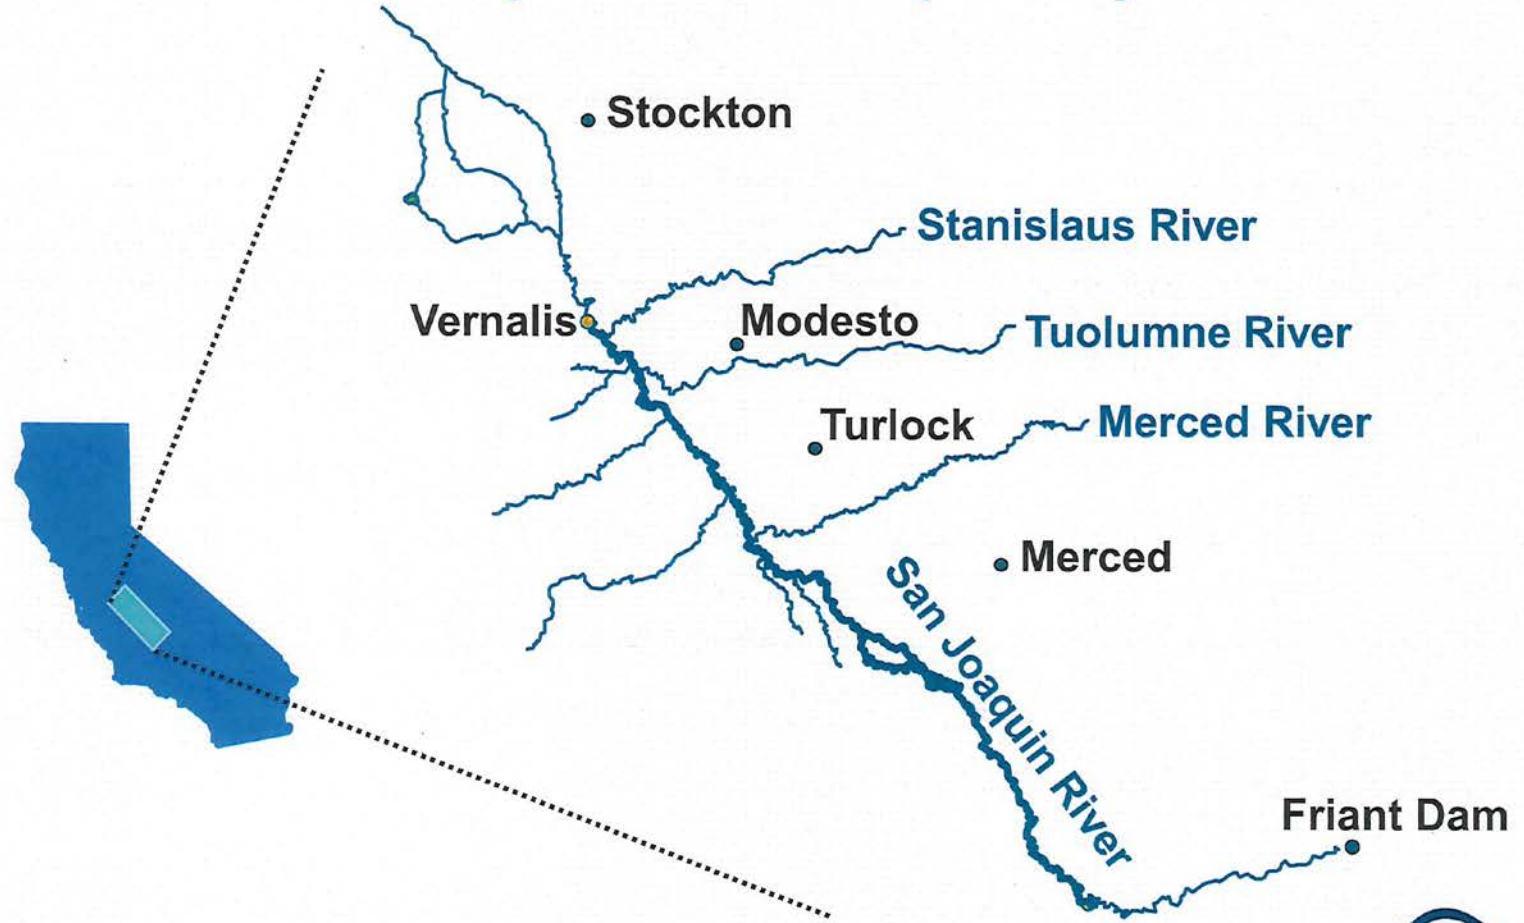 Stockton
Stanislaus River
Vernalis
Modesto
Tuolumne River
Turlock
Merced River
Merced
San Joaquin River
Friant Dam